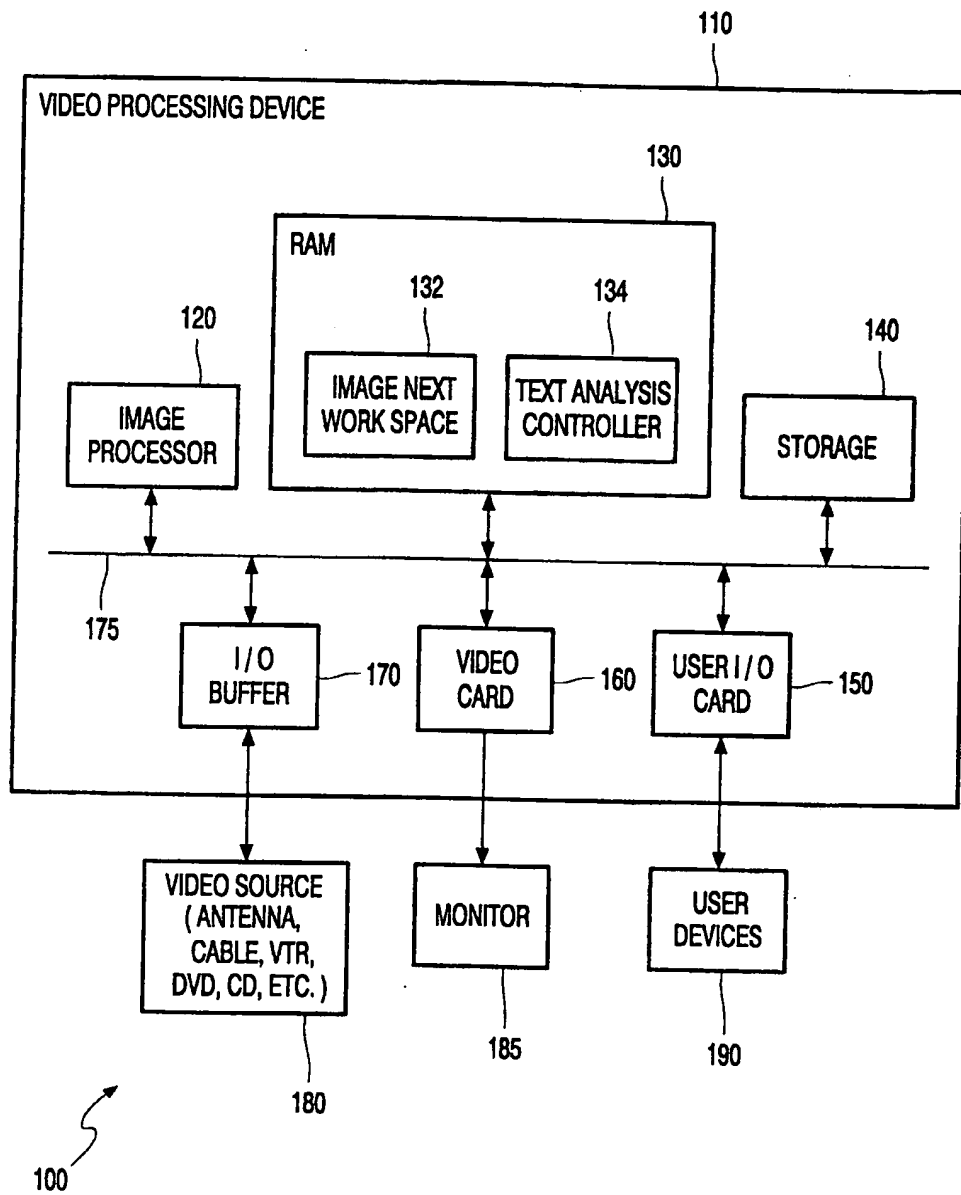 110
VIDEO PROCESSING DEVICE
130
RAM
132
134
120
140
IMAGE NEXT
WORK SPACE
TEXT ANALYSIS
CONTROLLER
IMAGE
PROCESSOR
STORAGE
175
I / O
BUFFER
170
VIDEO
CARD
160
USER I / O
CARD
150
VIDEO SOURCE
( ANTENNA,
CABLE, VTR,
DVD, CD, ETC. )
MONITOR
USER
DEVICES
185
190
180
100